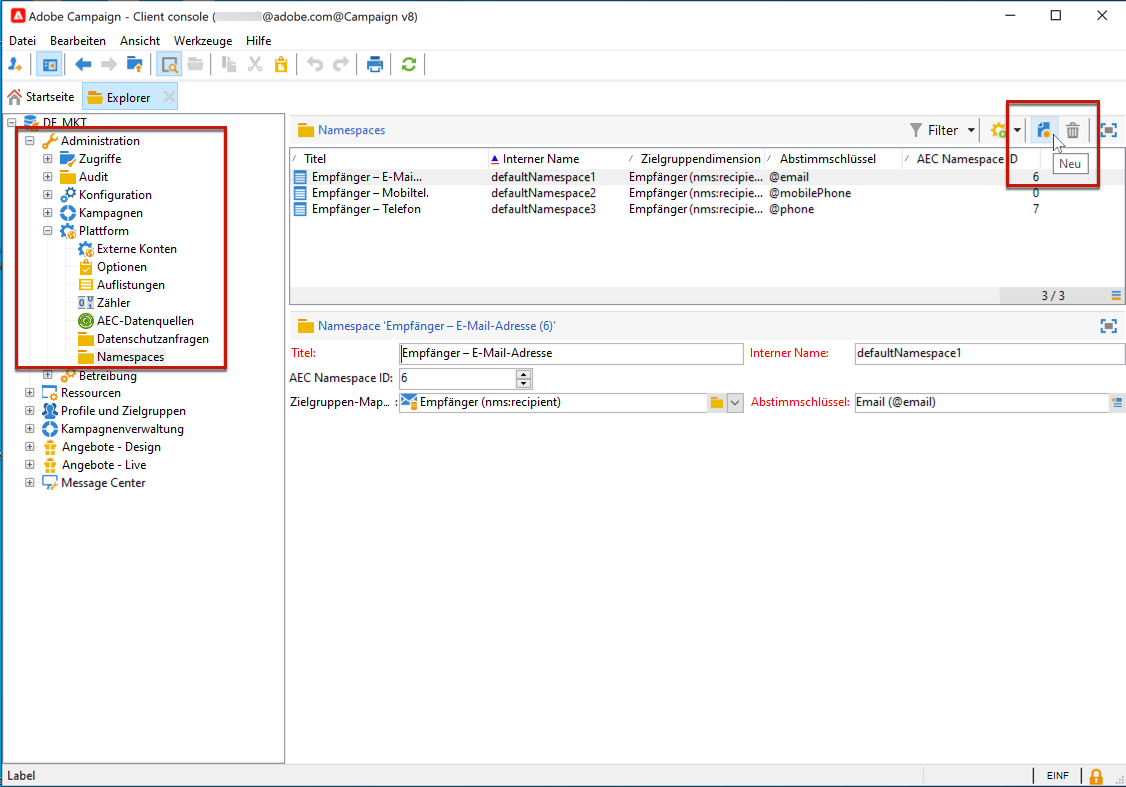 Adobe Campaign - Client console ( @adobe.com@Campaign v8)
Datei Bearbeiten Ansicht Werkzeuge Hilfe
Startseite Explorer
DE_MKT
Administration
Zugriffe
Audit
Konfiguration
Kampagnen
Plattform
Externe Konten
Optionen
Auflistungen
Zähler
AEC-Datenquellen
Datenschutzanfragen
Namespaces
Betreibung
Ressourcen
Profile und Zielgruppen
Kampagnenverwaltung
Angebote - Design
Angebote - Live
Message Center
Namespaces Filter
Neu
Titel Interner Name Zielgruppendimension Abstimmschlüssel AEC Namespace ID
Empfänger – E-Mai... defaultNamespace1 Empfänger (nms:recipie... @email 6
Empfänger – Mobiltel. defaultNamespace2 Empfänger (nms:recipie... @mobilePhone 0
Empfänger – Telefon defaultNamespace3 Empfänger (nms:recipie... @phone 7
3 / 3
Namespace 'Empfänger – E-Mail-Adresse (6)'
Titel: Empfänger – E-Mail-Adresse Interner Name: defaultNamespace1
AEC Namespace ID: 6
Zielgruppen-Map... : Empfänger (nms:recipient) Abstimmschlüssel: Email (@email)
Label EINF